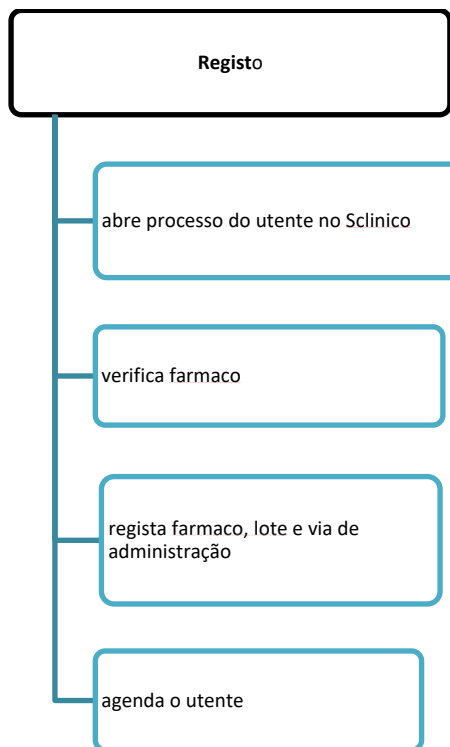 Registo
abre processo do utente no Sclinico
verifica farmaco
regista farmaco, lote e via de
administração
agenda o utente